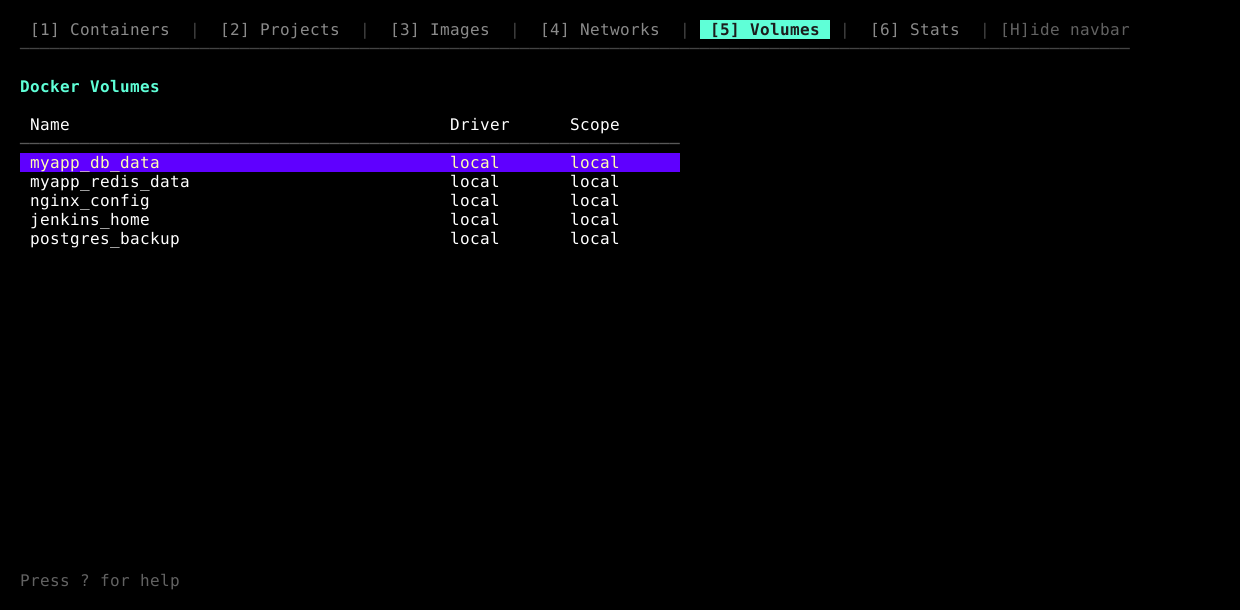 [1] Containers | [2] Projects | [3] Images | [4] Networks | [5] Volumes | [6] Stats | [H]ide navbar
Docker Volumes
Name Driver Scope
myapp_db_data local local
myapp_redis_data local local
nginx_config local local
jenkins_home local local
postgres_backup local local
Press ? for help